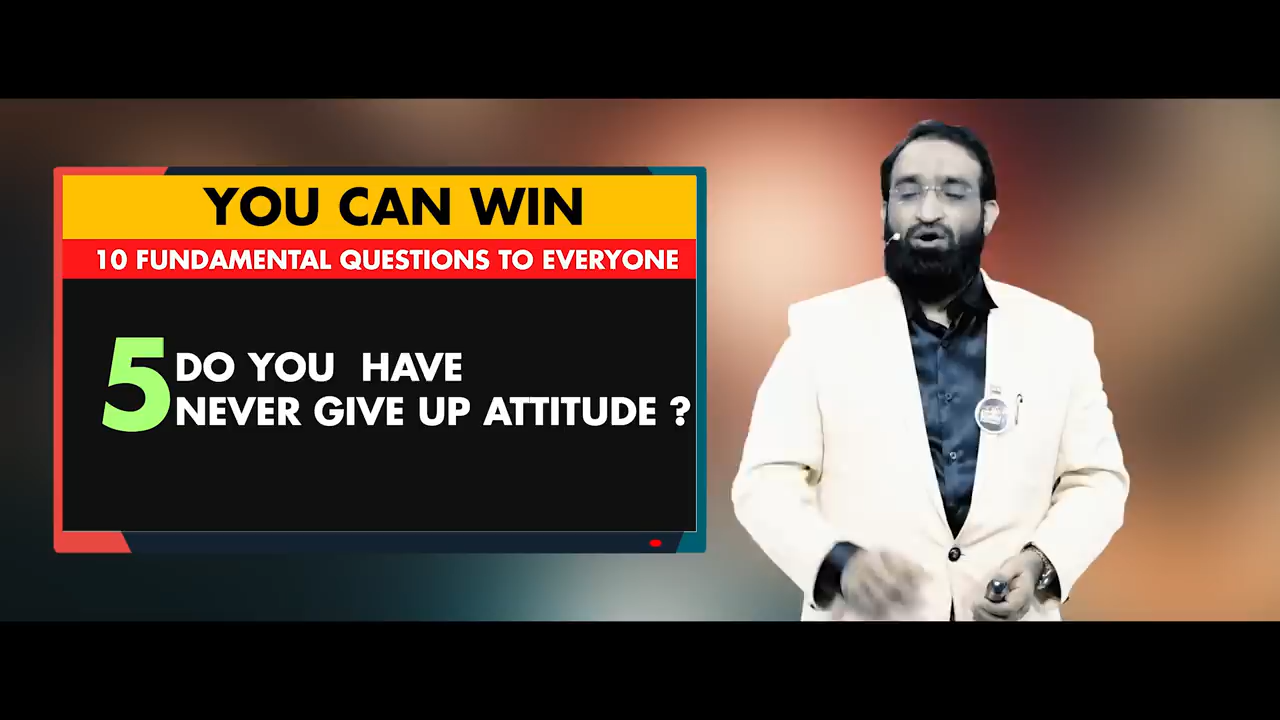 YOU CAN WIN
10 FUNDAMENTAL QUESTIONS TO EVERYONE
5 DO YOU HAVE
NEVER GIVE UP ATTITUDE ?